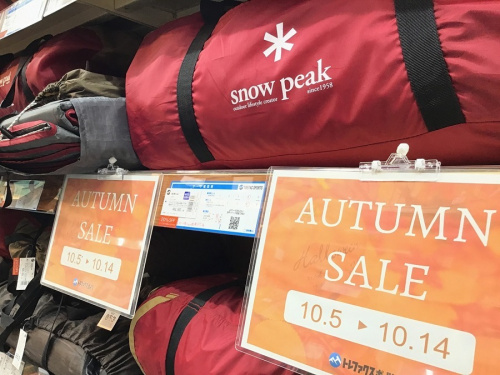 snow peak
outdoor lifestyle creator
since1958
AUTUMN
SALE
10.5 ▶ 10.14
AUTUMN
SALE
10.5 ▶ 10.14